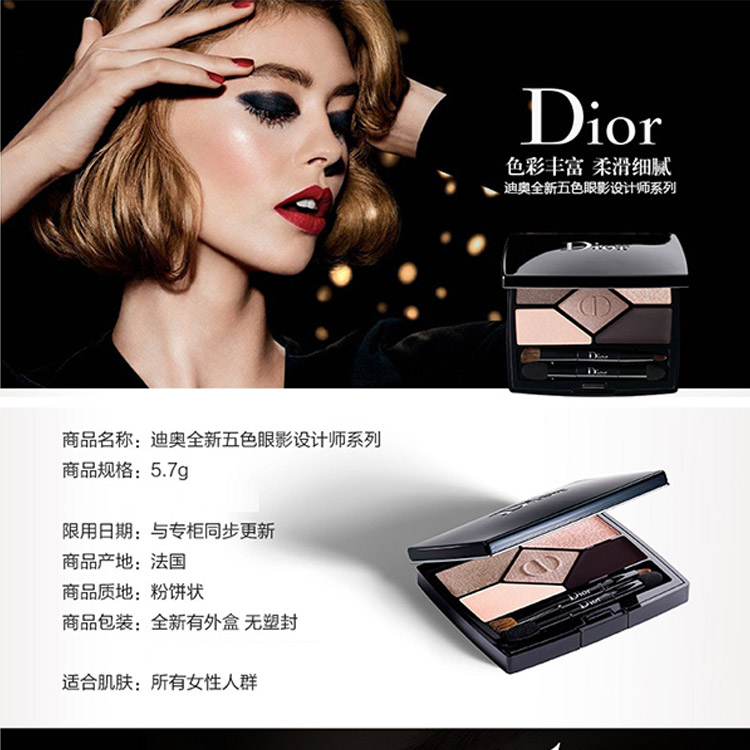 Dior
色彩丰富 柔滑细腻
迪奥全新五色眼影设计师系列
Dior
Dior
Dior
商品名称：迪奥全新五色眼影设计师系列
商品规格：5.7g
限用日期：与专柜同步更新
商品产地：法国
商品质地：粉饼状
商品包装：全新有外盒 无塑封
适合肌肤：所有女性人群
Dior
Dior